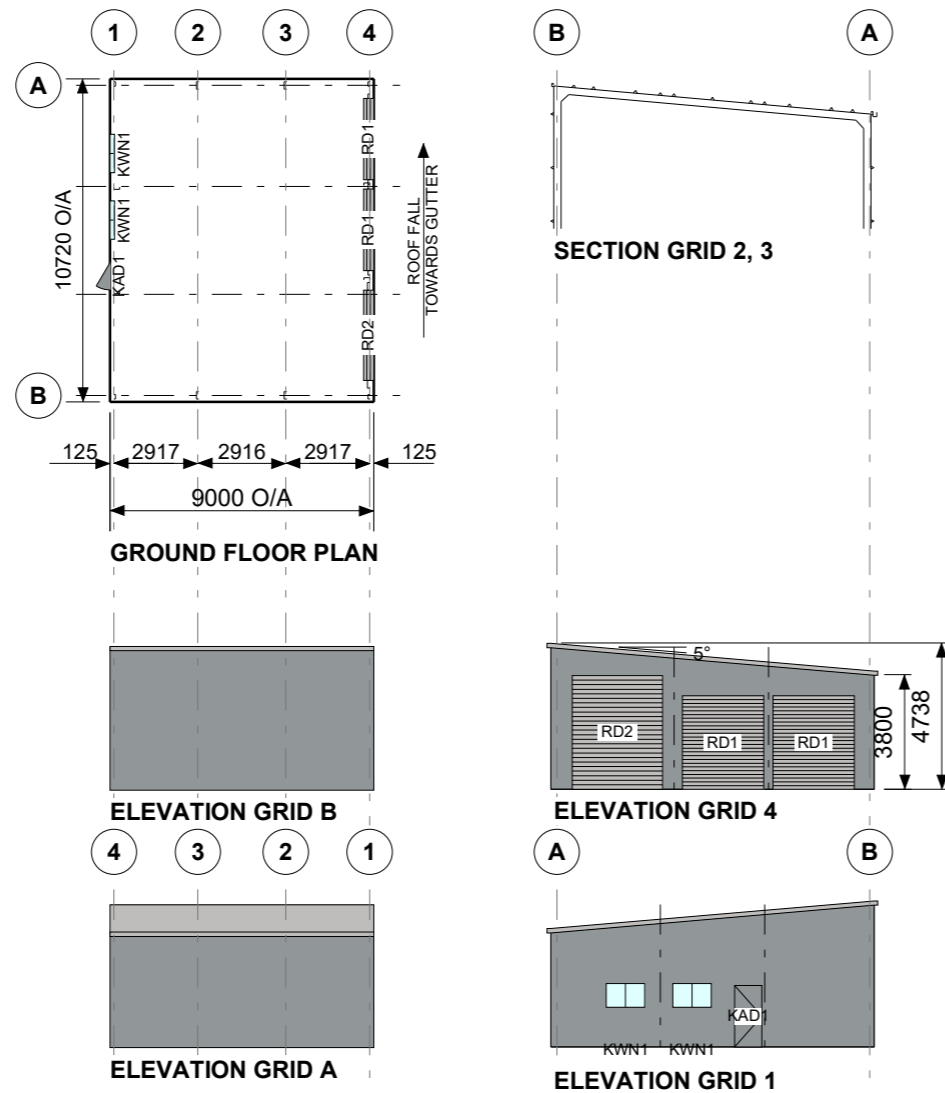 1 2 3 4
A
KWN1
KWN1
KAD1
10720 O/A
RD1
RD1
RD2
ROOF FALL
TOWARDS GUTTER
B
125 2917 2916 2917 125
9000 O/A
GROUND FLOOR PLAN
B A
SECTION GRID 2, 3
ELEVATION GRID B
5°
RD2 RD1 RD1
3800
4738
ELEVATION GRID 4
4 3 2 1
ELEVATION GRID A
A B
KAD1
KWN1 KWN1
ELEVATION GRID 1